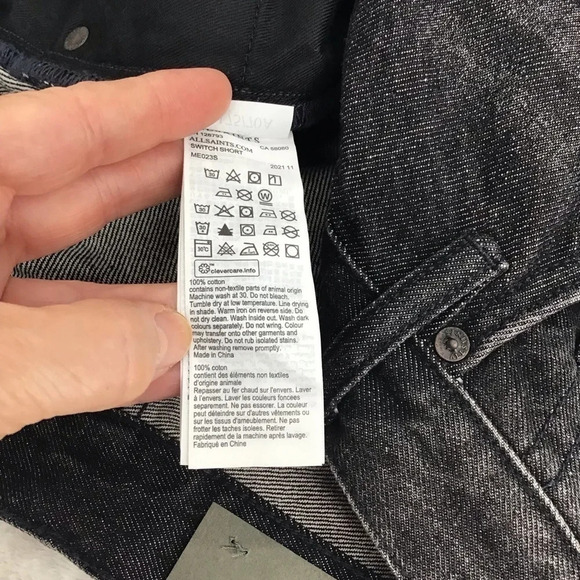 ALLSAINTS.COM
CA 56080
SWITCH SHORT
ME023S
2021 11
clevercare.info
100% cotton
contains non-textile parts of animal origin
Machine wash at 30. Do not bleach.
Tumble dry at low temperature. Line drying
in shade. Warm iron on reverse side. Do
not dry clean. Wash inside out. Wash dark
colours separately. Do not wring. Colour
may transfer onto other garments and
upholstery. Do not rub isolated stains.
After washing remove promptly.
Made in China
100% coton
contient des éléments non textiles
d'origine animale
Repasser au fer chaud sur l'envers. Laver
à l'envers. Laver les couleurs foncées
separément. Ne pas essorer. La couleur
peut déteindre sur d'autres vêtements ou
sur les tissus d'ameublement. Ne pas
frotter les taches isolees. Retirer
rapidement de la machine après lavage.
Fabriqué en Chine